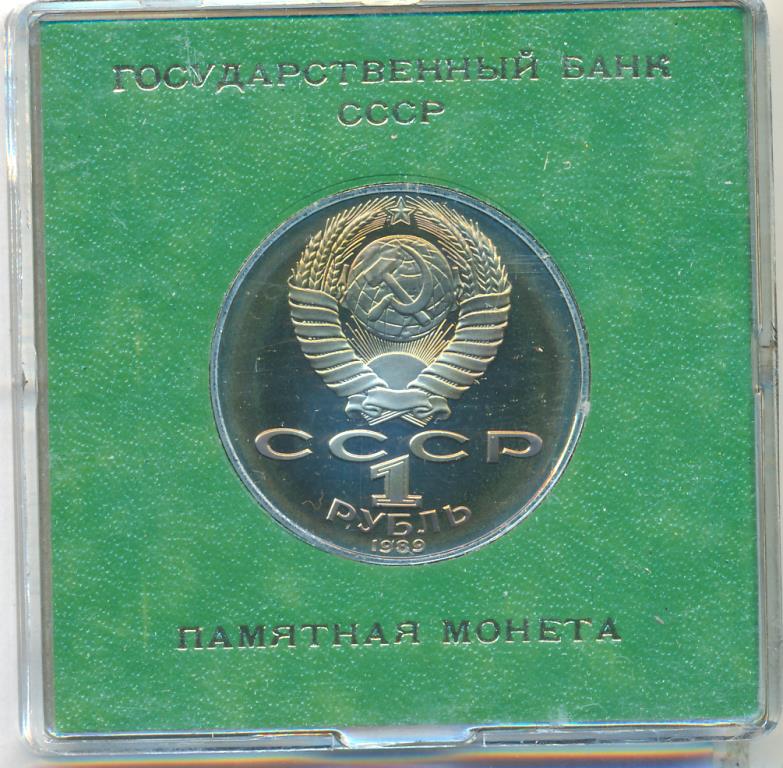 ГОСУДАРСТВЕННЫЙ БАНК
СССР
СССР
1
РУБЛЬ
1989
ПАМЯТНАЯ МОНЕТА